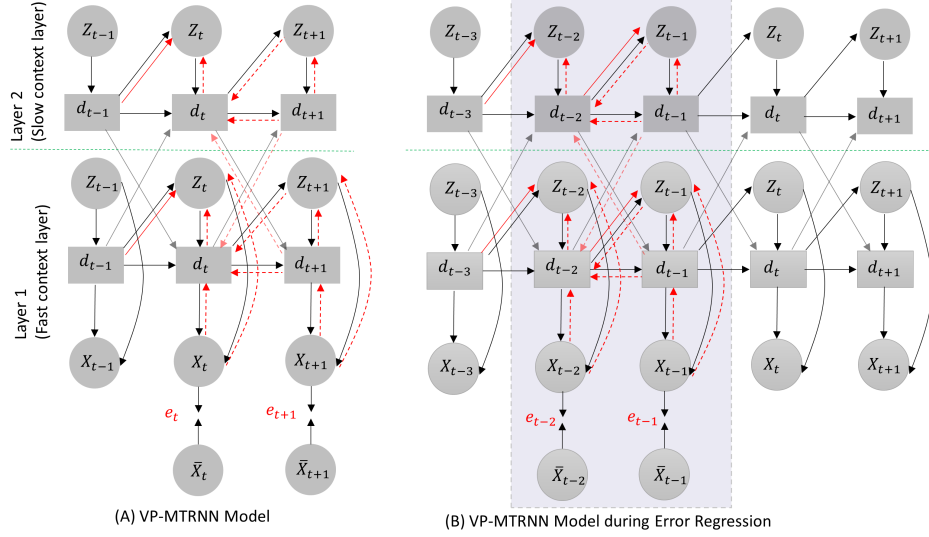 Layer 2
(Slow context layer)
Z_{t-1} Z_t Z_{t+1}
d_{t-1} d_t d_{t+1}
Layer 1
(Fast context layer)
Z_{t-1} Z_t Z_{t+1}
d_{t-1} d_t d_{t+1}
X_{t-1} X_t X_{t+1}
e_t e_{t+1}
X̄_t X̄_{t+1}
(A) VP-MTRNN Model
Z_{t-3} Z_{t-2} Z_{t-1} Z_t Z_{t+1}
d_{t-3} d_{t-2} d_{t-1} d_t d_{t+1}
Z_{t-3} Z_{t-2} Z_{t-1} Z_t Z_{t+1}
d_{t-3} d_{t-2} d_{t-1} d_t d_{t+1}
X_{t-3} X_{t-2} X_{t-1} X_t X_{t+1}
e_{t-2} e_{t-1}
X̄_{t-2} X̄_{t-1}
(B) VP-MTRNN Model during Error Regression